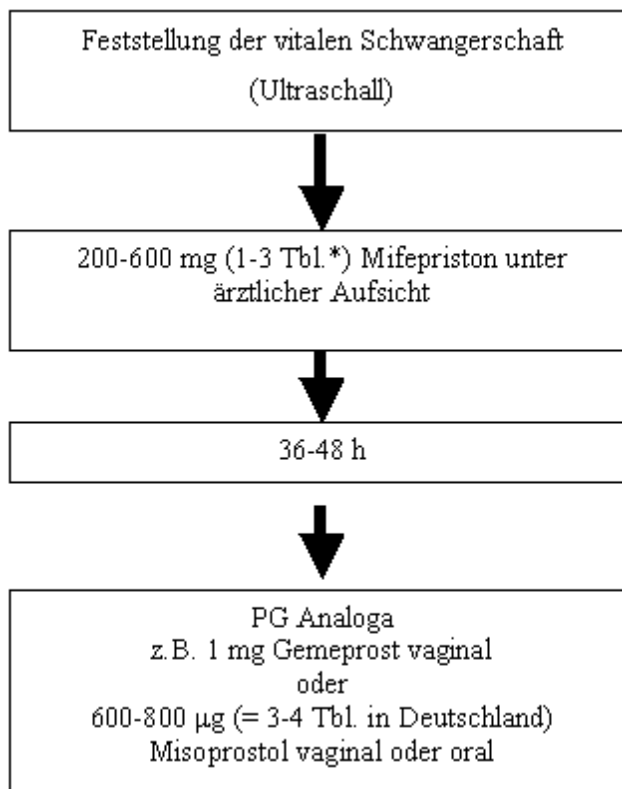 Feststellung der vitalen Schwangerschaft
(Ultraschall)
200-600 mg (1-3 Tbl.*) Mifepriston unter
ärztlicher Aufsicht
36-48 h
PG Analoga
z.B. 1 mg Gemeprost vaginal
oder
600-800 µg (= 3-4 Tbl. in Deutschland)
Misoprostol vaginal oder oral